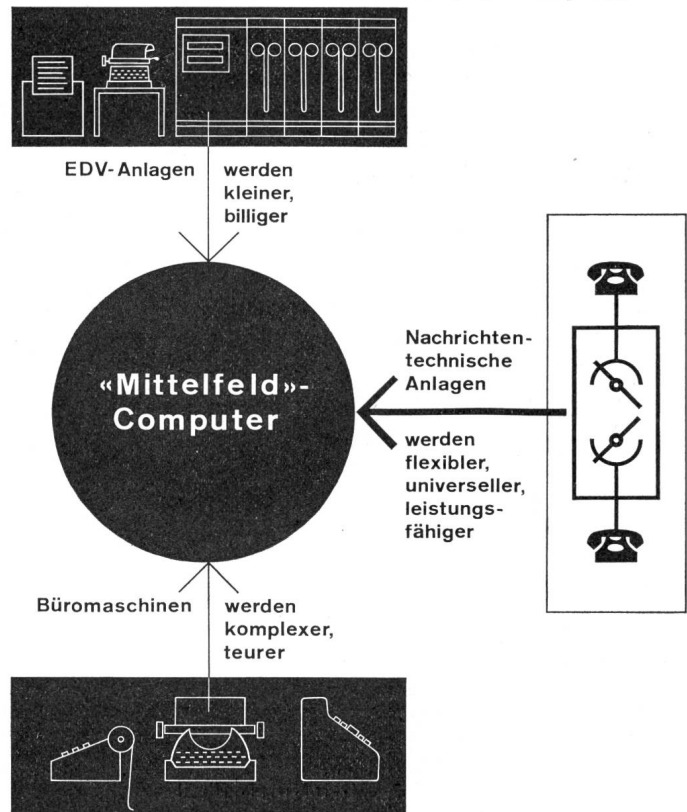 EDV-Anlagen
werden
kleiner,
billiger
«Mittelfeld»-
Computer
Nachrichten-
technische
Anlagen
werden
flexibler,
universeller,
leistungs-
fähiger
Büromaschinen
werden
komplexer,
teurer